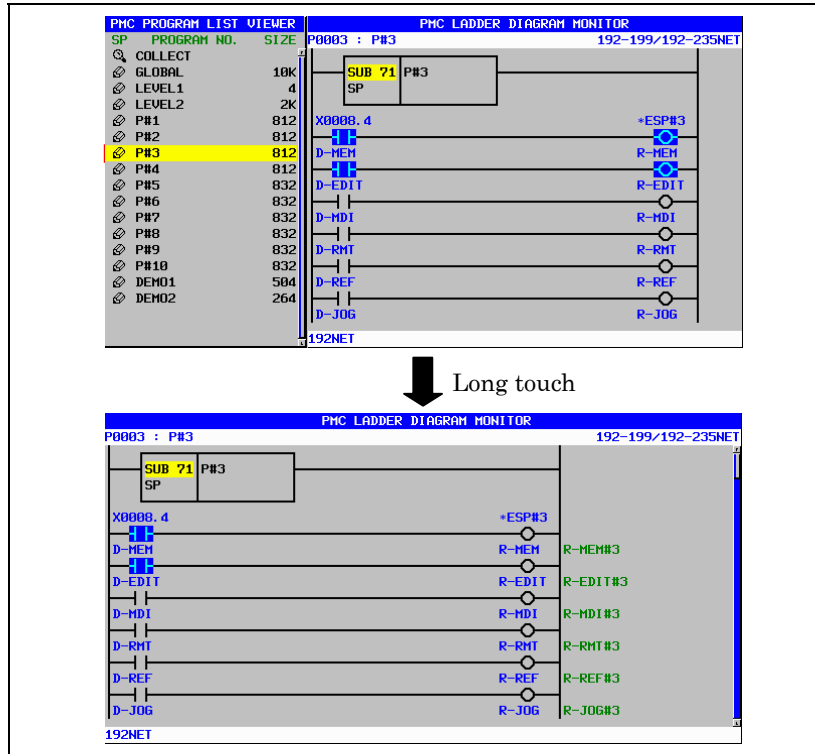 PMC PROGRAM LIST VIEWER
SP PROGRAM NO. SIZE
COLLECT
GLOBAL 10K
LEVEL1 4
LEVEL2 2K
P#1 812
P#2 812
P#3 812
P#4 812
P#5 832
P#6 832
P#7 832
P#8 832
P#9 832
P#10 832
DEMO1 504
DEMO2 264
PMC LADDER DIAGRAM MONITOR
P0003 : P#3 192-199/192-235NET
SUB 71 P#3
SP
X0008.4 *ESP#3
D-MEM R-MEM
D-EDIT R-EDIT
D-MDI R-MDI
D-RMT R-RMT
D-REF R-REF
D-JOG R-JOG
192NET
Long touch
PMC LADDER DIAGRAM MONITOR
P0003 : P#3 192-199/192-235NET
SUB 71 P#3
SP
X0008.4 *ESP#3
D-MEM R-MEM R-MEM#3
D-EDIT R-EDIT R-EDIT#3
D-MDI R-MDI R-MDI#3
D-RMT R-RMT R-RMT#3
D-REF R-REF R-REF#3
D-JOG R-JOG R-JOG#3
192NET